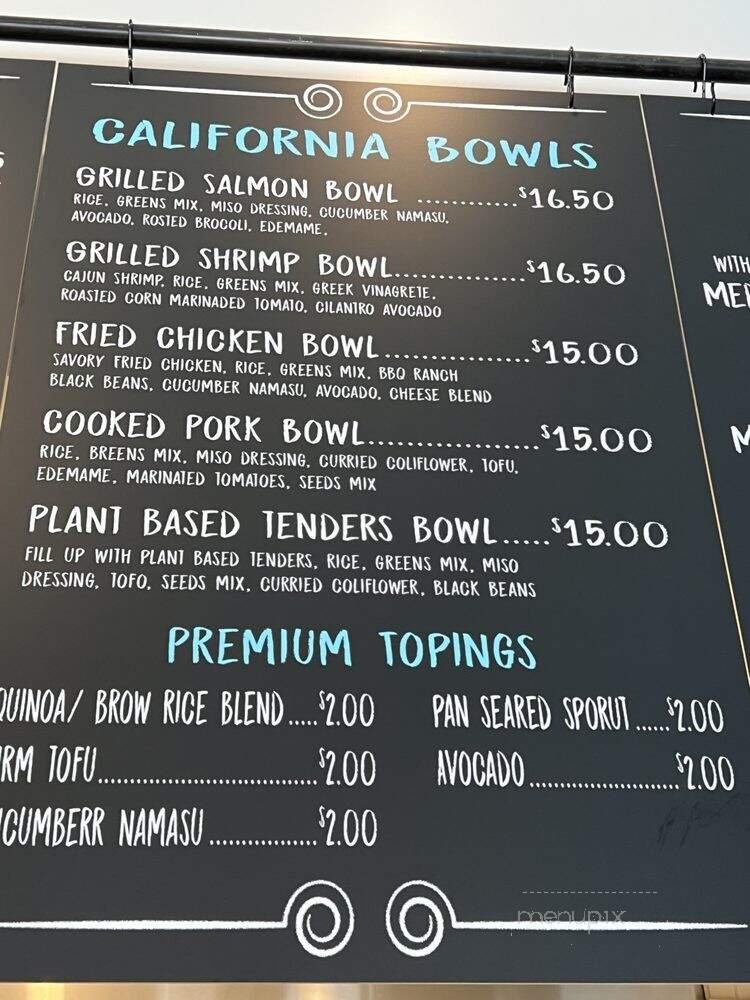 CALIFORNIA BOWLS
GRILLED SALMON BOWL ............$16.50
RICE, GREENS MIX, MISO DRESSING, CUCUMBER NAMASU,
AVOCADO, ROSTED BROCOLI, EDEMAME,
GRILLED SHRIMP BOWL...............$16.50
CAJUN SHRIMP, RICE, GREENS MIX, GREEK VINAGRETE,
ROASTED CORN MARINADED TOMATO, CILANTRO AVOCADO
FRIED CHICKEN BOWL.................$15.00
SAVORY FRIED CHICKEN, RICE, GREENS MIX, BBQ RANCH
BLACK BEANS, CUCUMBER NAMASU, AVOCADO, CHEESE BLEND
COOKED PORK BOWL....................$15.00
RICE, BREENS MIX, MISO DRESSING, CURRIED COLIFLOWER, TOFU,
EDEMAME, MARINATED TOMATOES, SEEDS MIX
PLANT BASED TENDERS BOWL.....$15.00
FILL UP WITH PLANT BASED TENDERS, RICE, GREENS MIX, MISO
DRESSING, TOFO, SEEDS MIX, CURRIED COLIFLOWER, BLACK BEANS
PREMIUM TOPINGS
QUINOA/ BROW RICE BLEND.....$2.00
PAN SEARED SPORUT......$2.00
RM TOFU....................................$2.00
AVOCADO.........................$2.00
CUMBERR NAMASU..................$2.00
WITH
menupix